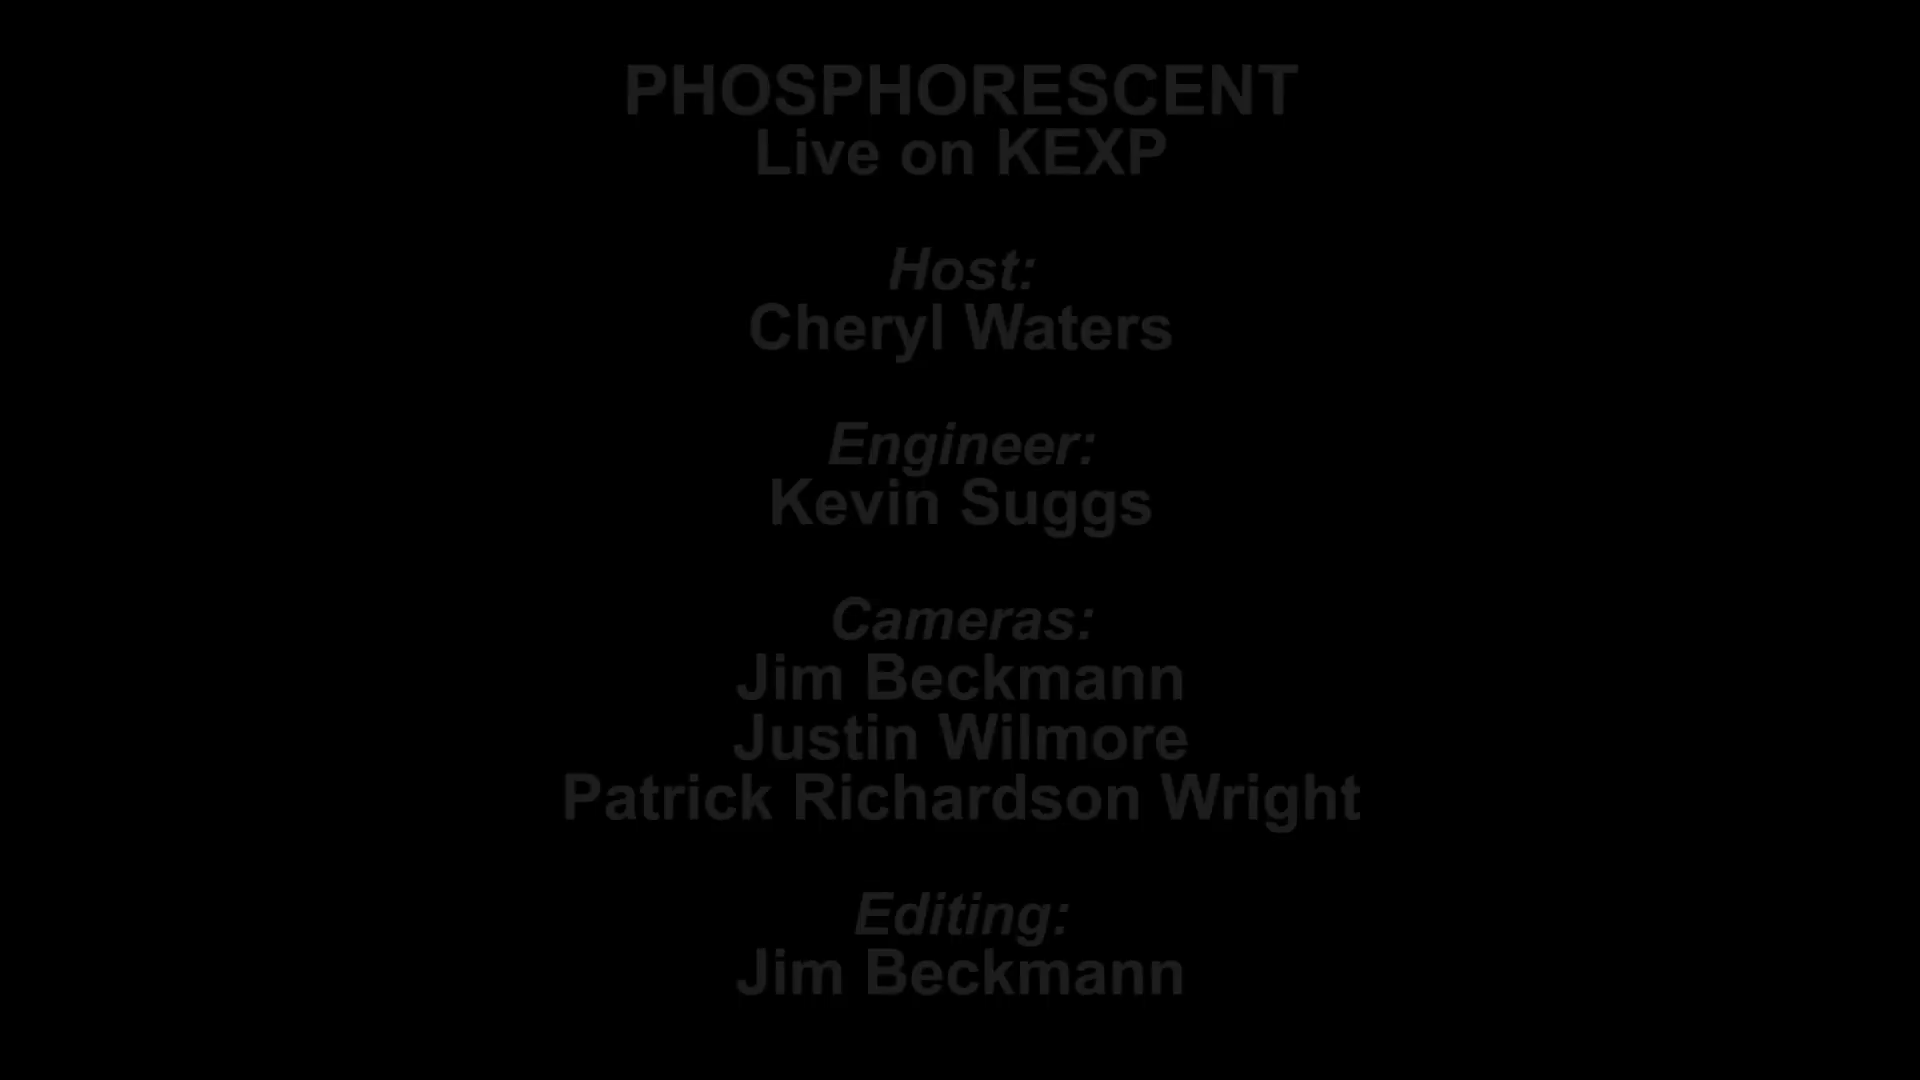 PHOSPHORESCENT
Live on KEXP
Host:
Cheryl Waters
Engineer:
Kevin Suggs
Cameras:
Jim Beckmann
Justin Wilmore
Patrick Richardson Wright
Editing:
Jim Beckmann